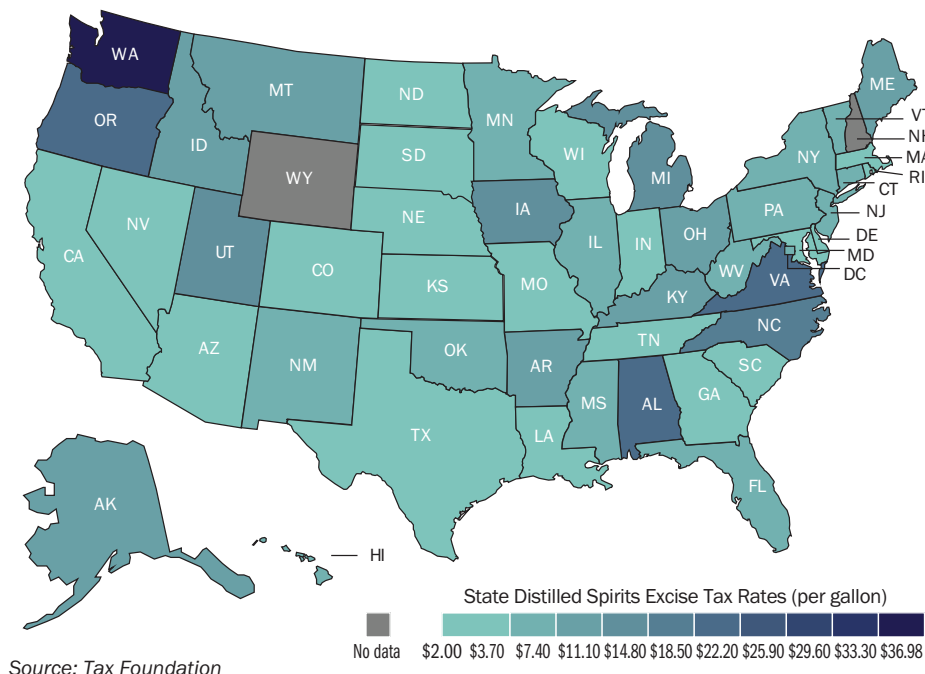 WA
ME
MT
ND
VT
OR
MN
NH
ID
MA
SD
WI
NY
RI
WY
MI
CT
IA
PA
NE
NJ
NV
OH
IL
IN
DE
UT
MD
CA
CO
WV
VA
DC
KS
MO
KY
NC
TN
AZ
OK
NM
AR
SC
MS
AL
GA
TX
LA
FL
AK
HI
State Distilled Spirits Excise Tax Rates (per gallon)
No data $2.00 $3.70 $7.40 $11.10 $14.80 $18.50 $22.20 $25.90 $29.60 $33.30 $36.98
Source: Tax Foundation